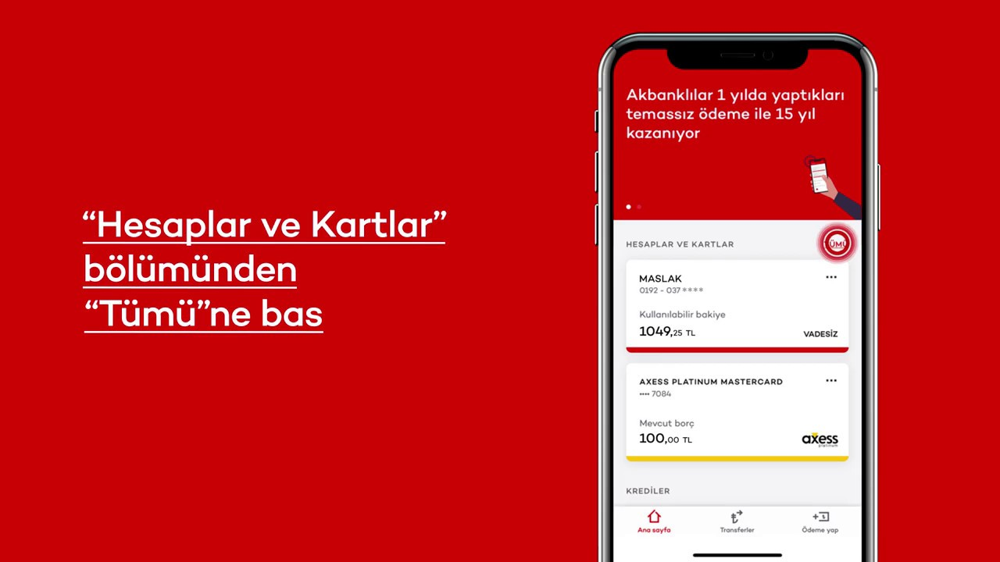 “Hesaplar ve Kartlar”
bölümünden
“Tümü”ne bas
Akbanklılar 1 yılda yaptıkları
temassız ödeme ile 15 yıl
kazanıyor
HESAPLAR VE KARTLAR
TÜMÜ
MASLAK
0192 - 037 ****
Kullanılabilir bakiye
1049,25 TL
VADESİZ
AXESS PLATINUM MASTERCARD
•••• 7084
Mevcut borç
100,00 TL
axess
platinum
KREDİLER
Ana sayfa
Transferler
Ödeme yap